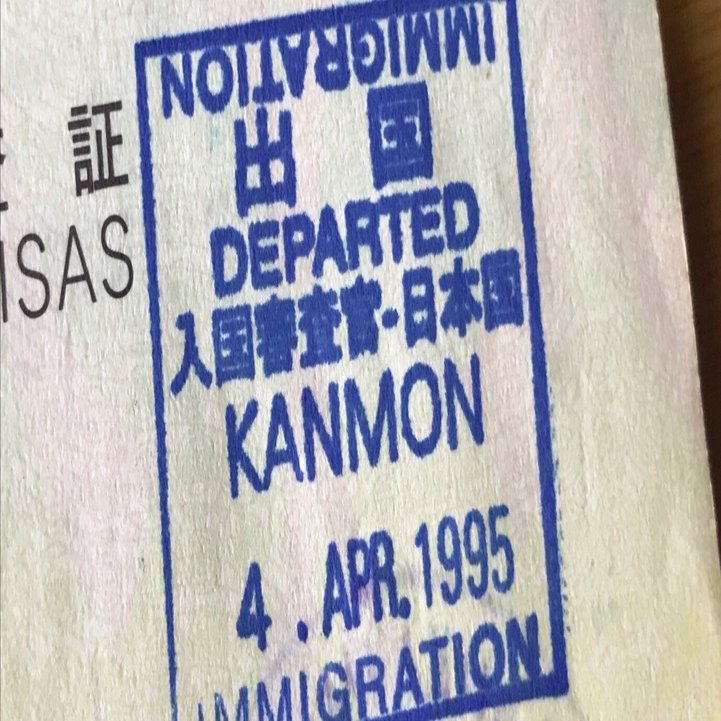 証
ISAS
IMMIGRATION
出国
DEPARTED
入国審査官-日本国
KANMON
4. APR. 1995
IMMIGRATION